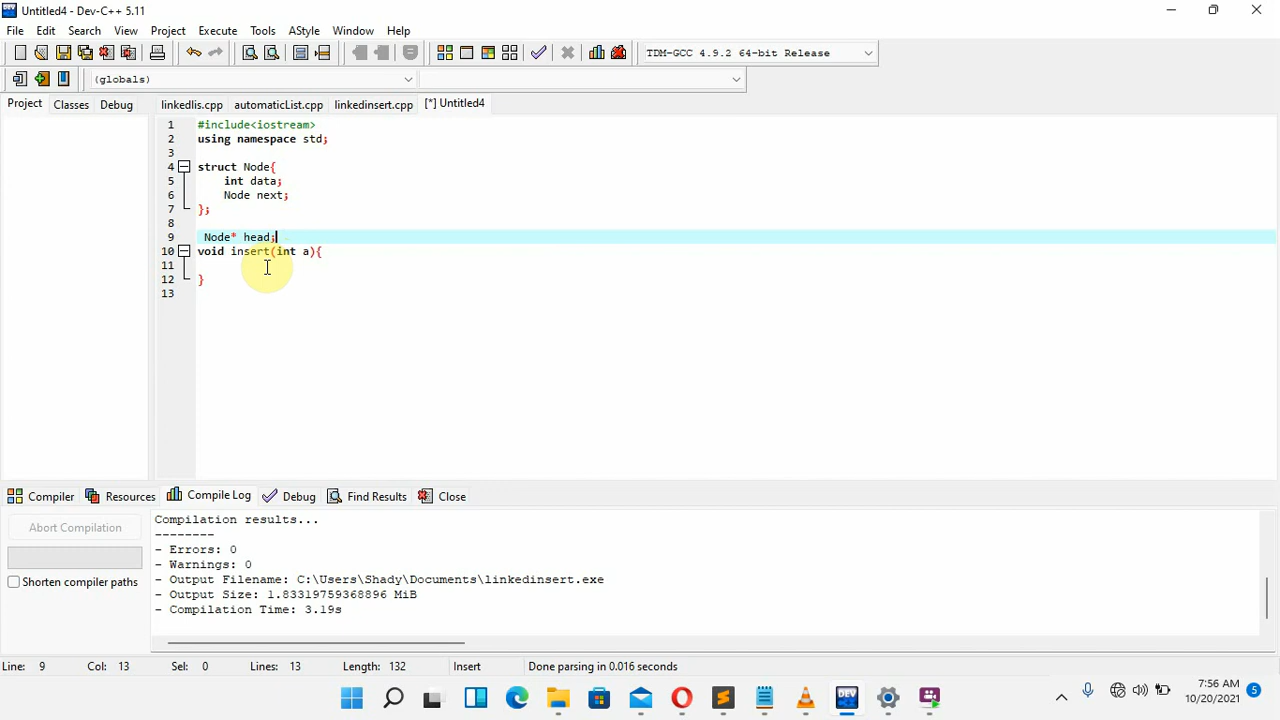 Untitled4 - Dev-C++ 5.11
File Edit Search View Project Execute Tools AStyle Window Help
TDM-GCC 4.9.2 64-bit Release
(globals)
Project Classes Debug linkedlis.cpp automaticList.cpp linkedinsert.cpp [*] Untitled4
1 #include<iostream>
2 using namespace std;
3
4 struct Node{
5 int data;
6 Node next;
7 };
8
9 Node* head;
10 void insert(int a){
11
12 }
13
Compiler Resources Compile Log Debug Find Results Close
Abort Compilation
Shorten compiler paths
Compilation results...
--------
- Errors: 0
- Warnings: 0
- Output Filename: C:\Users\Shady\Documents\linkedinsert.exe
- Output Size: 1.83319759368896 MiB
- Compilation Time: 3.19s
Line: 9 Col: 13 Sel: 0 Lines: 13 Length: 132 Insert Done parsing in 0.016 seconds
DEV
7:56 AM
10/20/2021
5